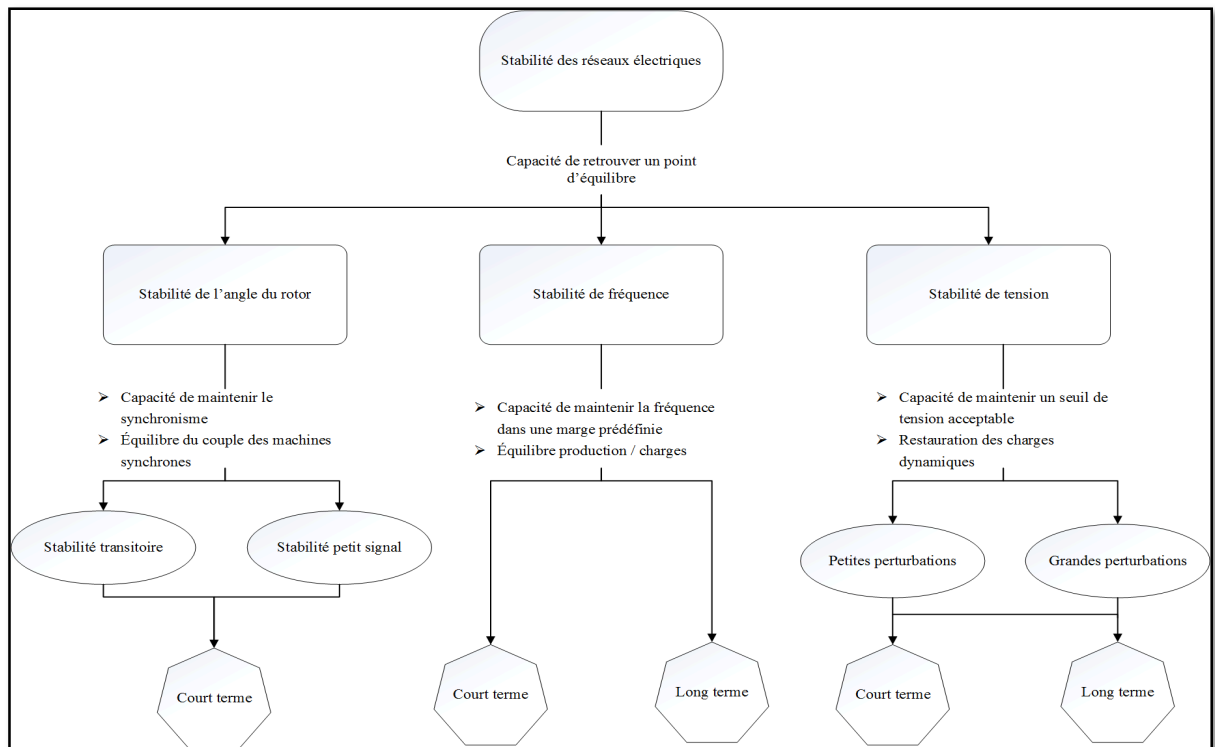 Stabilité des réseaux électriques
Capacité de retrouver un point
d’équilibre
Stabilité de l’angle du rotor
Stabilité de fréquence
Stabilité de tension
➢ Capacité de maintenir le
synchronisme
➢ Équilibre du couple des machines
synchrones
➢ Capacité de maintenir la fréquence
dans une marge prédéfinie
➢ Équilibre production / charges
➢ Capacité de maintenir un seuil de
tension acceptable
➢ Restauration des charges
dynamiques
Stabilité transitoire
Stabilité petit signal
Petites perturbations
Grandes perturbations
Court terme
Court terme
Long terme
Court terme
Long terme